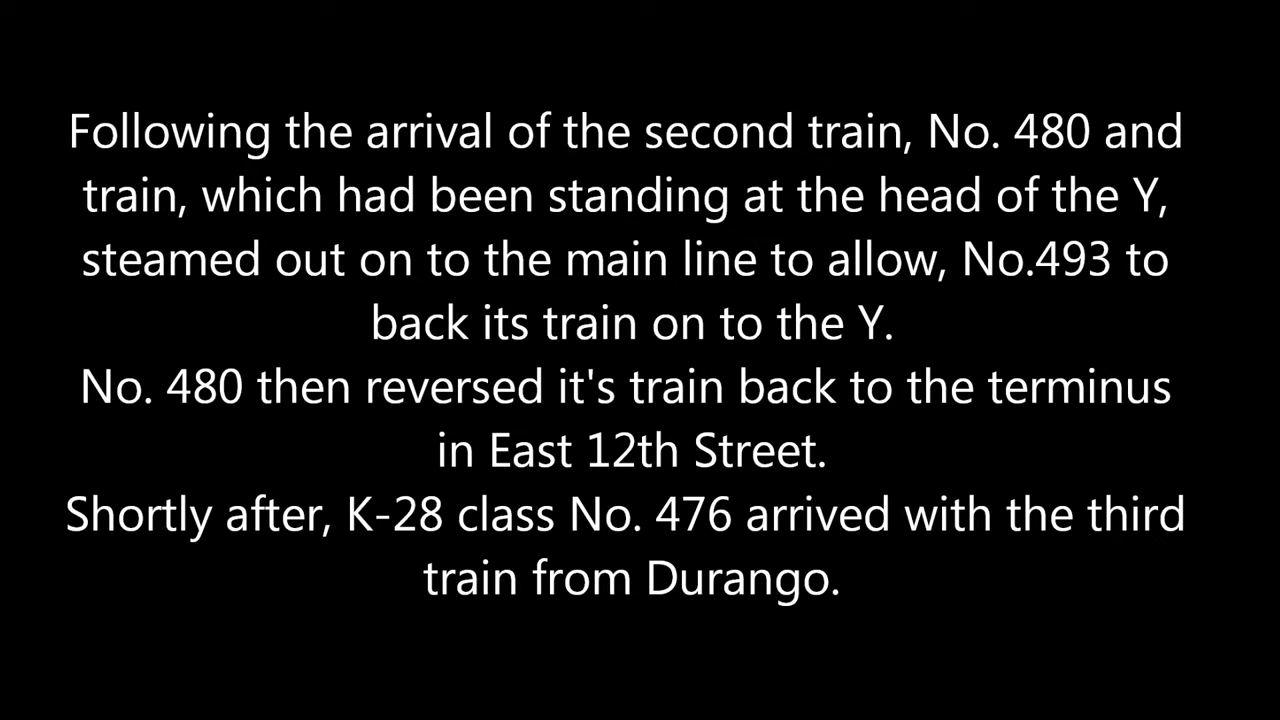 Following the arrival of the second train, No. 480 and
train, which had been standing at the head of the Y,
steamed out on to the main line to allow, No.493 to
back its train on to the Y.
No. 480 then reversed it's train back to the terminus
in East 12th Street.
Shortly after, K-28 class No. 476 arrived with the third
train from Durango.